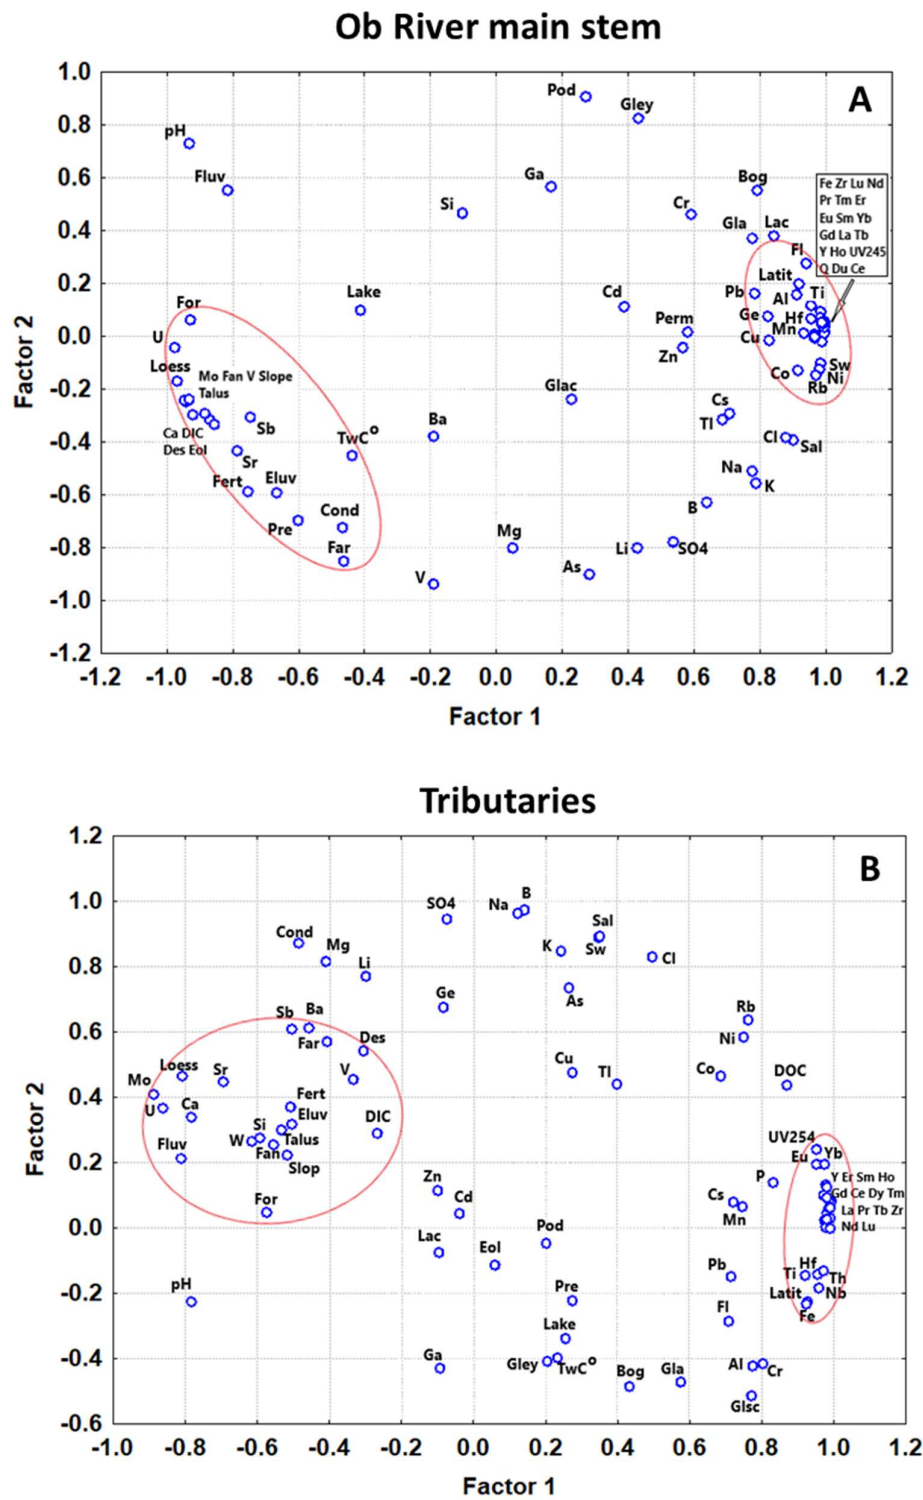 Ob River main stem
A
1.0
0.8
0.6
0.4
0.2
0.0
-0.2
-0.4
-0.6
-0.8
-1.0
-1.2
Factor 2
Pod
Gley
pH
Fluv
Ga
Si
Cr
Bog
Fe Zr Lu Nd
Pr Tm Er
Eu Sm Yb
Gd La Tb
Y Ho UV245
Q Du Ce
Gla
Lac
Fl
Latit
Al
Ti
Pb
Ge
Hf
Mn
Cu
Co
Sw
Ni
Rb
Lake
Cd
Perm
Zn
For
U
Loess
Mo Fan V Slope
Talus
Ca DIC
Des Eol
Sb
Sr
TwC°
Ba
Glac
Cs
Tl
Cl
Sal
Na
K
B
Fert
Eluv
Pre
Cond
Far
Mg
Li
SO4
As
V
-1.2 -1.0 -0.8 -0.6 -0.4 -0.2 0.0 0.2 0.4 0.6 0.8 1.0 1.2
Factor 1
Tributaries
B
1.2
1.0
0.8
0.6
0.4
0.2
0.0
-0.2
-0.4
-0.6
Factor 2
SO4
Na
B
Cond
Mg
Li
K
Sal
Sw
Cl
Ge
As
Sb
Ba
Far
Des
Rb
Ni
Loess
Sr
V
Cu
Tl
Co
DOC
Mo
U
Ca
Fert
Eluv
DIC
Si
W
Talus
Fan
Slop
Fluv
For
UV254
Eu
Yb
P
Y Er Sm Ho
Gd Ce Dy Tm
La Pr Tb Zr
Nd Lu
Cs
Mn
Zn
Cd
Lac
Pod
Eol
pH
Pre
Pb
Hf
Ti
Th
Nb
Latit
Fe
Fl
Lake
Ga
Gley
TwC°
Bog
Gla
Al
Cr
Glsc
-1.0 -0.8 -0.6 -0.4 -0.2 0.0 0.2 0.4 0.6 0.8 1.0 1.2
Factor 1